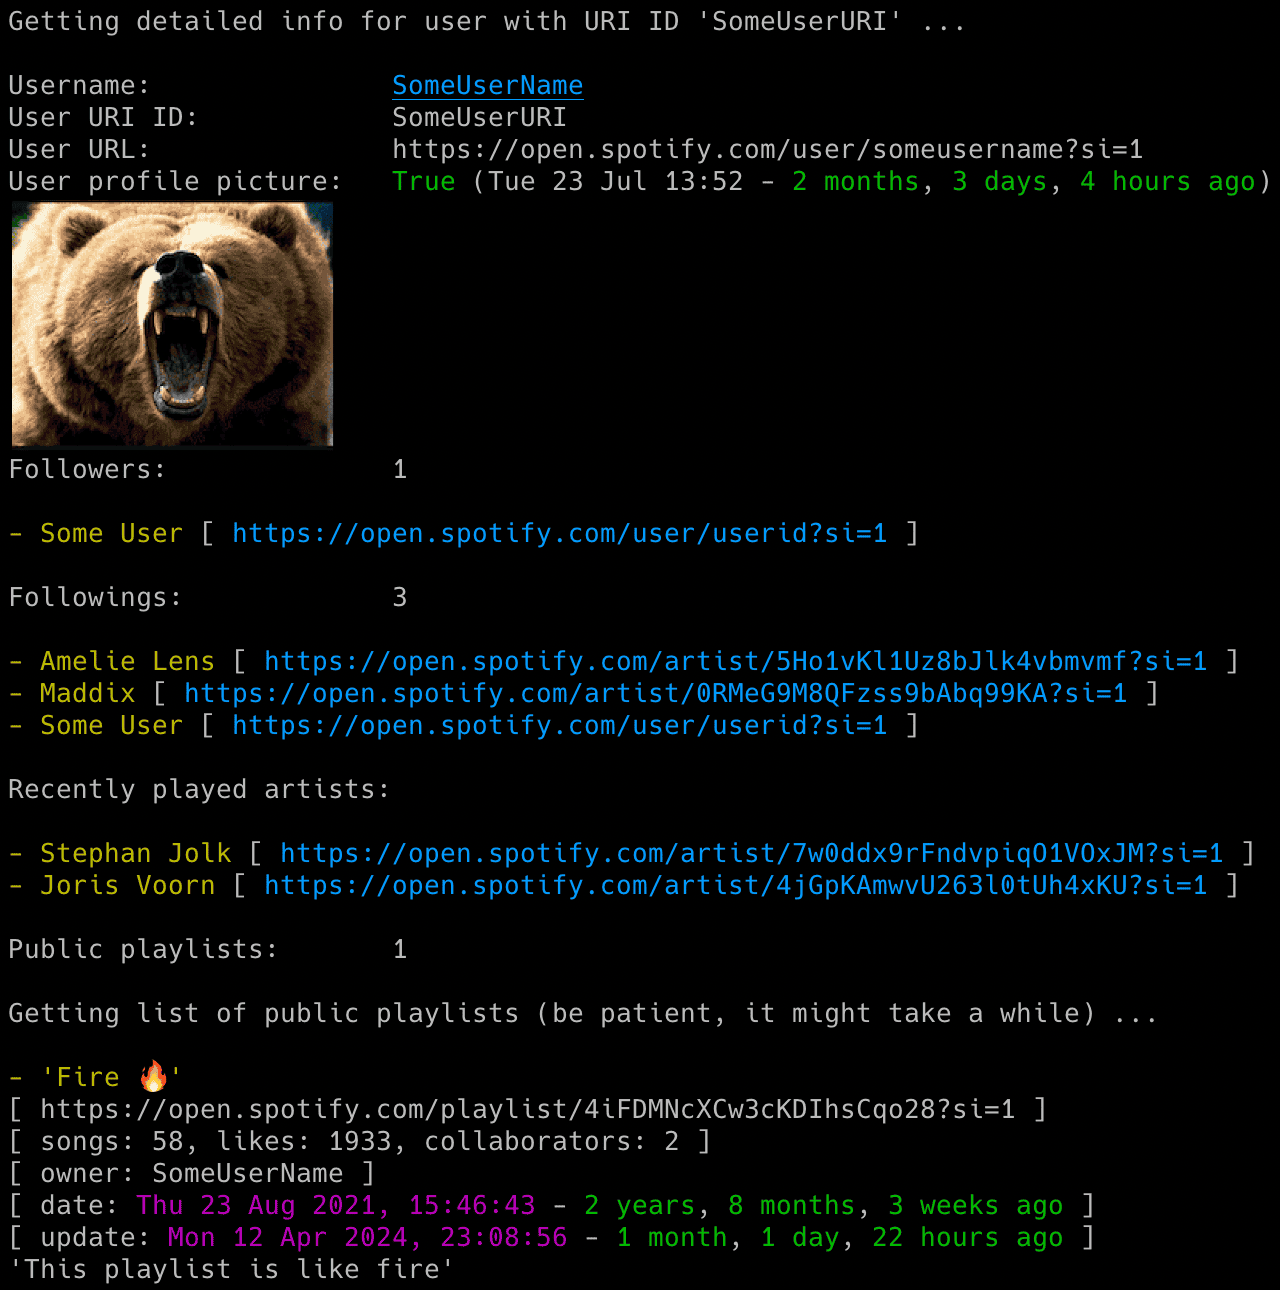 Getting detailed info for user with URI ID 'SomeUserURI' ...
Username: SomeUserName
User URI ID: SomeUserURI
User URL: https://open.spotify.com/user/someusername?si=1
User profile picture: True (Tue 23 Jul 13:52 - 2 months, 3 days, 4 hours ago)
Followers: 1
- Some User [ https://open.spotify.com/user/userid?si=1 ]
Followings: 3
- Amelie Lens [ https://open.spotify.com/artist/5Ho1vKl1Uz8bJlk4vbmvmf?si=1 ]
- Maddix [ https://open.spotify.com/artist/0RMeG9M8QFzss9bAbq99KA?si=1 ]
- Some User [ https://open.spotify.com/user/userid?si=1 ]
Recently played artists:
- Stephan Jolk [ https://open.spotify.com/artist/7w0ddx9rFndvpiqO1VOxJM?si=1 ]
- Joris Voorn [ https://open.spotify.com/artist/4jGpKAmwvU263l0tUh4xKU?si=1 ]
Public playlists: 1
Getting list of public playlists (be patient, it might take a while) ...
- 'Fire 🔥'
[ https://open.spotify.com/playlist/4iFDMNcXCw3cKDIhsCqo28?si=1 ]
[ songs: 58, likes: 1933, collaborators: 2 ]
[ owner: SomeUserName ]
[ date: Thu 23 Aug 2021, 15:46:43 - 2 years, 8 months, 3 weeks ago ]
[ update: Mon 12 Apr 2024, 23:08:56 - 1 month, 1 day, 22 hours ago ]
'This playlist is like fire'